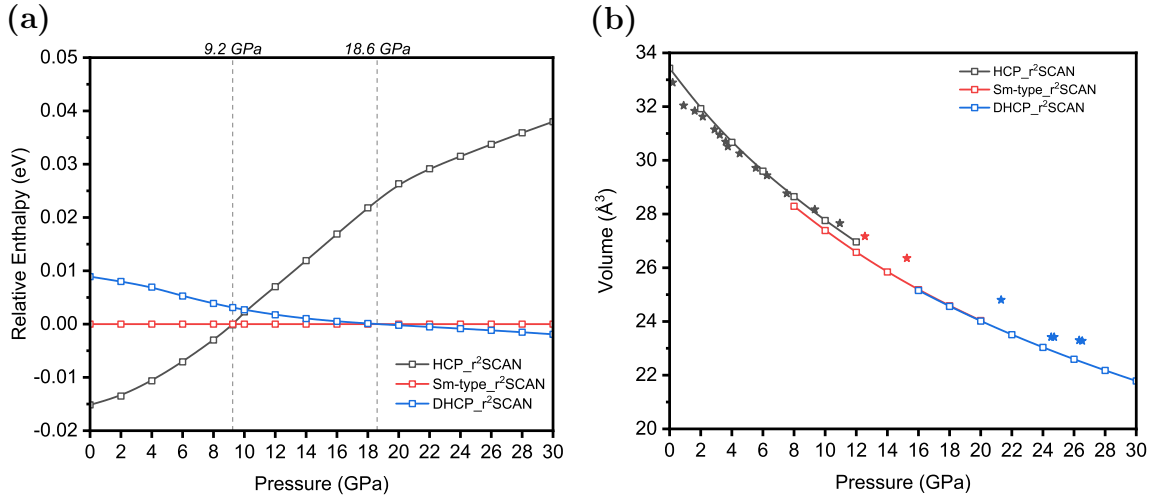 (a)
9.2 GPa 18.6 GPa
0.05
0.04
0.03
0.02
0.01
0.00
-0.01
-0.02
Relative Enthalpy (eV)
HCP_r²SCAN
Sm-type_r²SCAN
DHCP_r²SCAN
0 2 4 6 8 10 12 14 16 18 20 22 24 26 28 30
Pressure (GPa)
(b)
34
32
30
28
26
24
22
20
Volume (Å³)
HCP_r²SCAN
Sm-type_r²SCAN
DHCP_r²SCAN
0 2 4 6 8 10 12 14 16 18 20 22 24 26 28 30
Pressure (GPa)